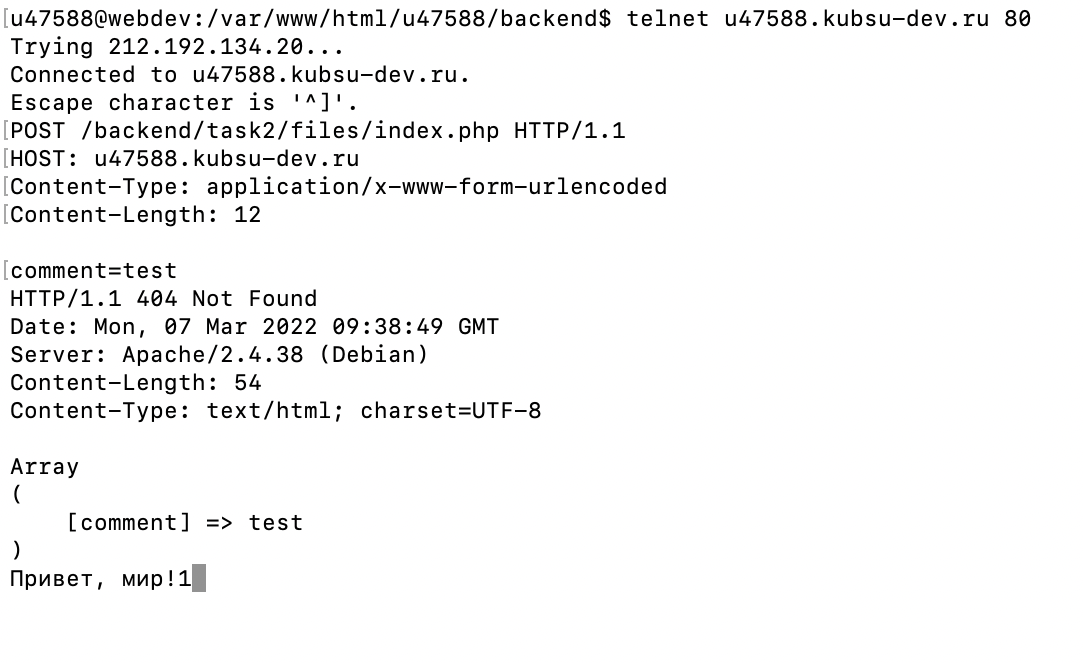 u47588@webdev:/var/www/html/u47588/backend$ telnet u47588.kubsu-dev.ru 80
Trying 212.192.134.20...
Connected to u47588.kubsu-dev.ru.
Escape character is '^]'.
POST /backend/task2/files/index.php HTTP/1.1
HOST: u47588.kubsu-dev.ru
Content-Type: application/x-www-form-urlencoded
Content-Length: 12

comment=test
HTTP/1.1 404 Not Found
Date: Mon, 07 Mar 2022 09:38:49 GMT
Server: Apache/2.4.38 (Debian)
Content-Length: 54
Content-Type: text/html; charset=UTF-8

Array
(
    [comment] => test
)
Привет, мир!1